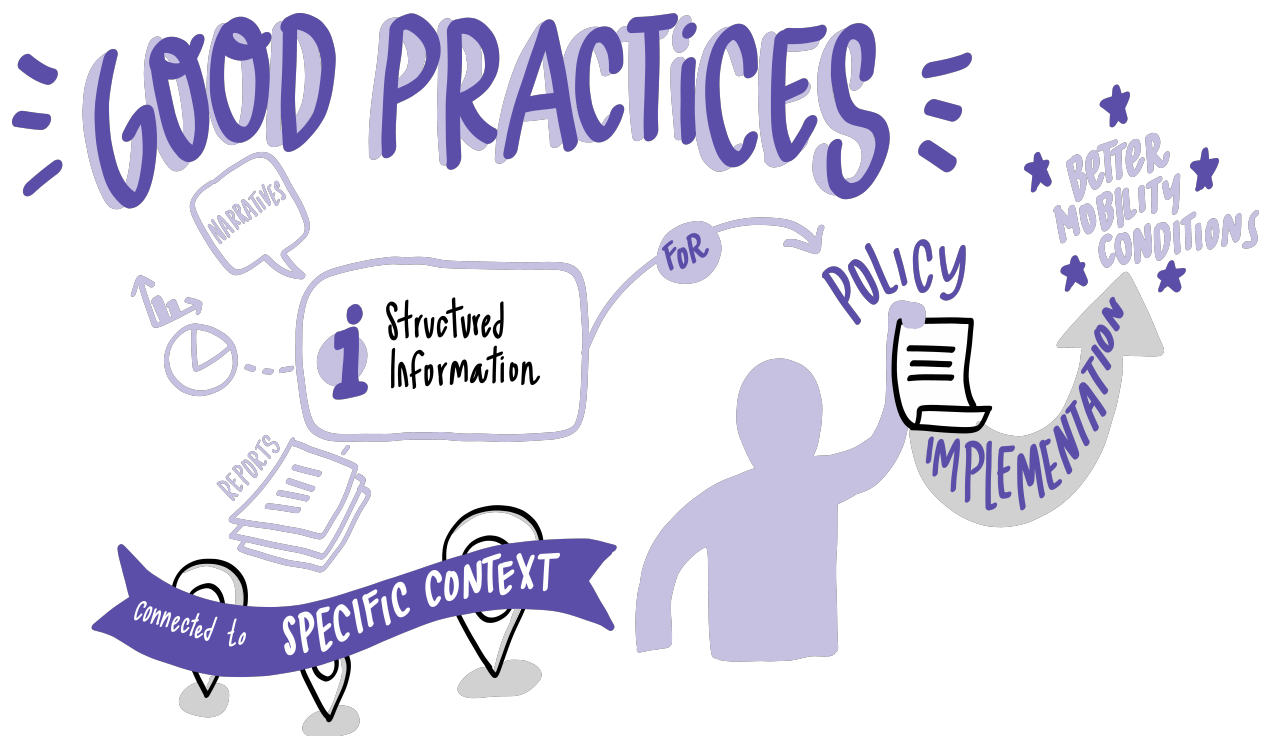 GOOD PRACTiCES
NARRATiVES
i Structured
Information
FOR
POLICY
BETTER
MOBILITY
CONDITIONS
IMPLEMENTATION
REPORTS
Connected to SPECIFiC CONTEXT